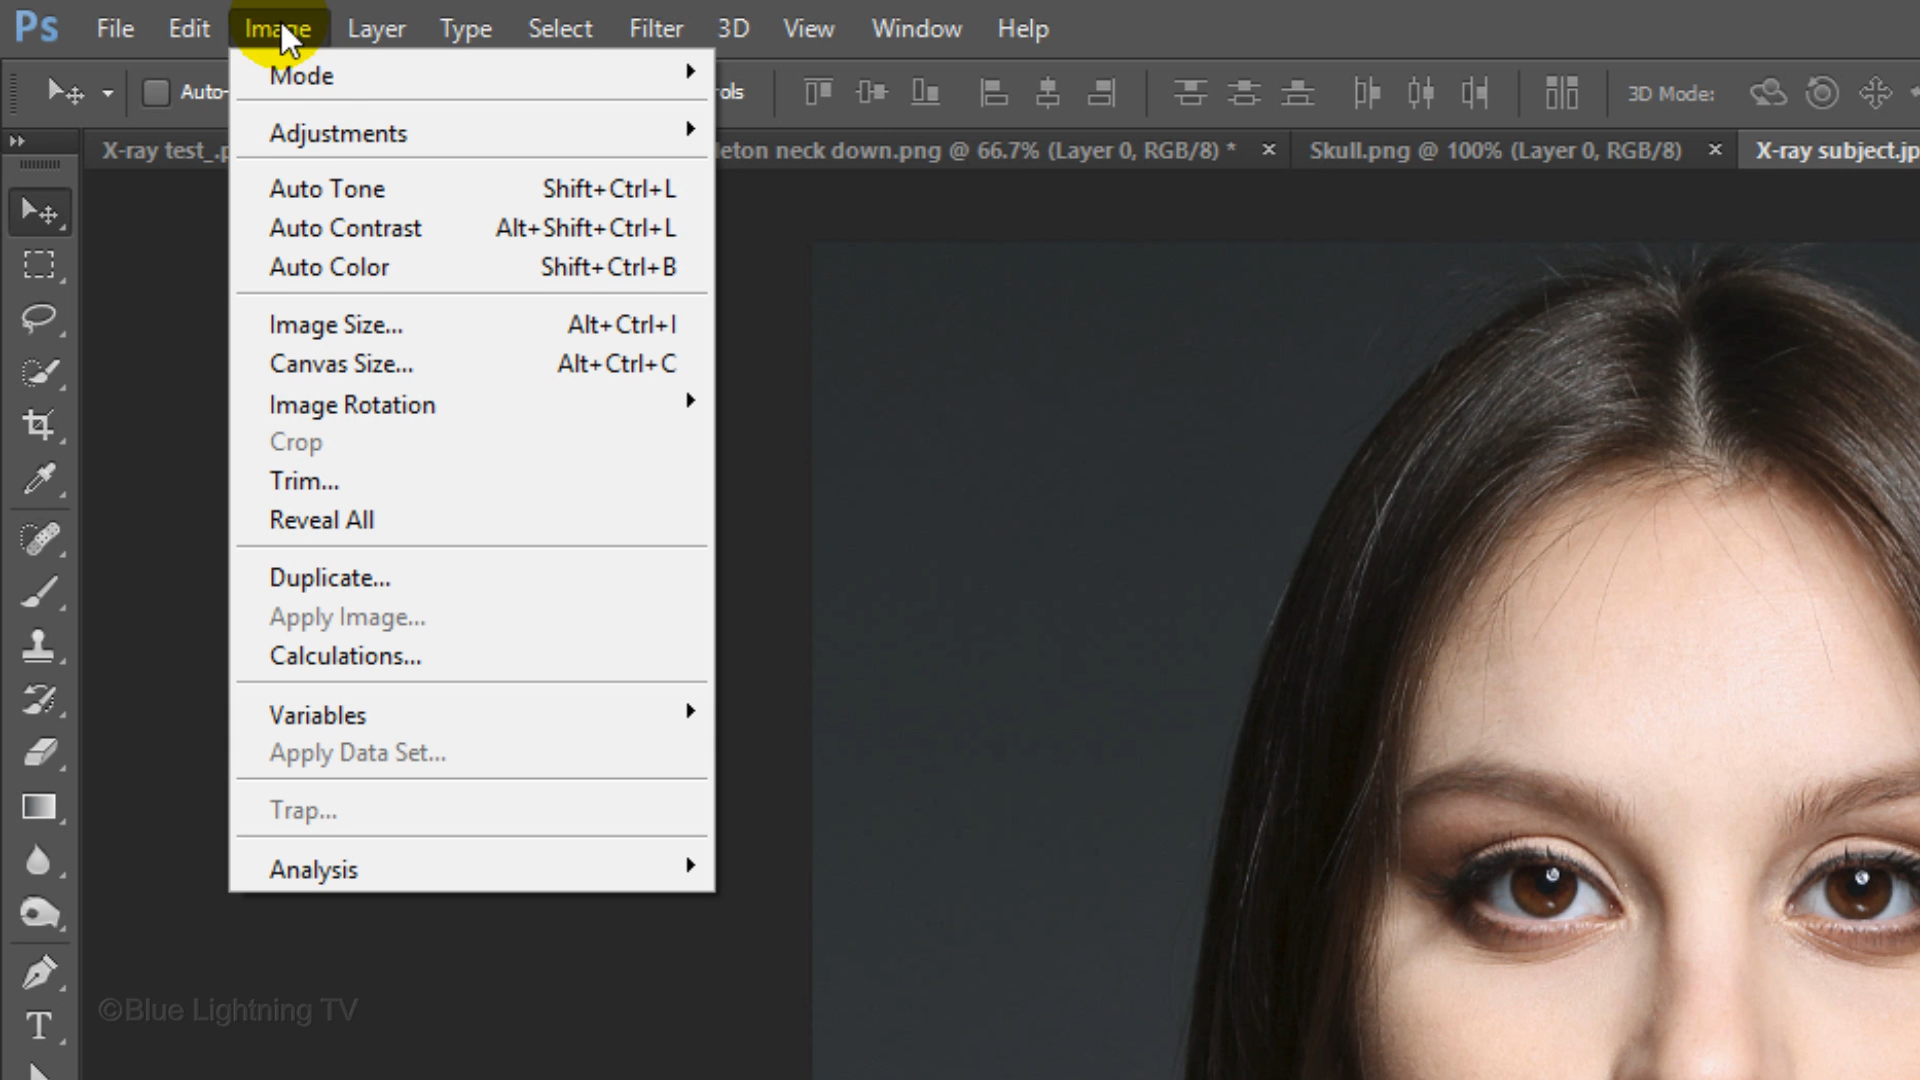 Ps File Edit Image Layer Type Select Filter 3D View Window Help
Auto- ols 3D Mode:
X-ray test_.p leton neck down.png @ 66.7% (Layer 0, RGB/8) * × Skull.png @ 100% (Layer 0, RGB/8) × X-ray subject.jp
Mode
Adjustments
Auto Tone Shift+Ctrl+L
Auto Contrast Alt+Shift+Ctrl+L
Auto Color Shift+Ctrl+B
Image Size... Alt+Ctrl+I
Canvas Size... Alt+Ctrl+C
Image Rotation
Crop
Trim...
Reveal All
Duplicate...
Apply Image...
Calculations...
Variables
Apply Data Set...
Trap...
Analysis
©Blue Lightning TV